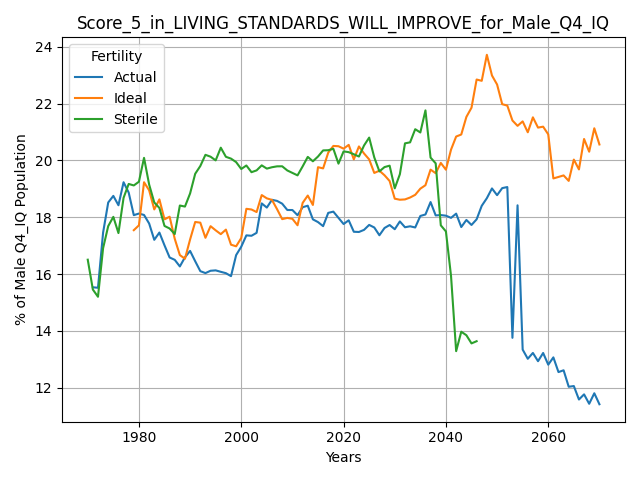 Score_5_in_LIVING_STANDARDS_WILL_IMPROVE_for_Male_Q4_IQ
Fertility
Actual
Ideal
Sterile
% of Male Q4_IQ Population
24
22
20
18
16
14
12
1980
2000
2020
2040
2060
Years